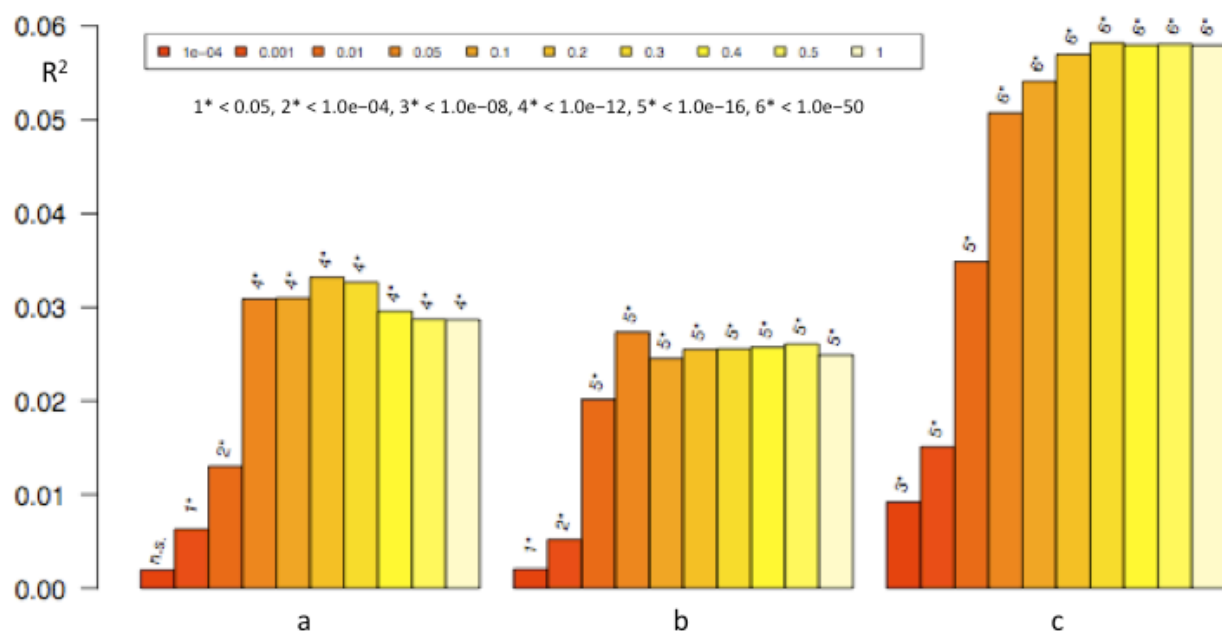 0.06
R²
0.05
0.04
0.03
0.02
0.01
0.00
1e−04 0.001 0.01 0.05 0.1 0.2 0.3 0.4 0.5 1
1* < 0.05, 2* < 1.0e−04, 3* < 1.0e−08, 4* < 1.0e−12, 5* < 1.0e−16, 6* < 1.0e−50
n.s. 1* 2* 4* 4* 4* 4* 4* 4* 4*
1* 2* 5* 5* 5* 5* 5* 5* 5* 5*
3* 5* 5* 6* 6* 6* 6* 6* 6* 6*
a b c